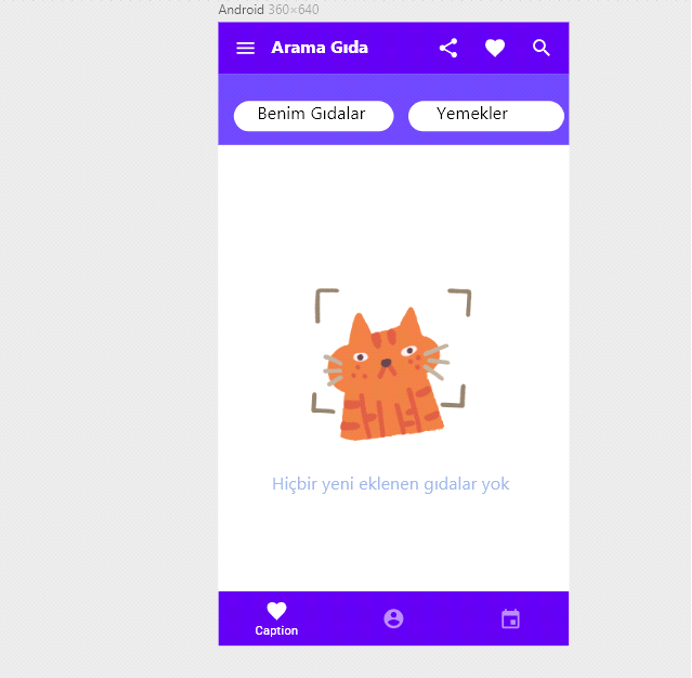 Android 360×640
Arama Gıda
Benim Gıdalar
Yemekler
Hiçbir yeni eklenen gıdalar yok
Caption